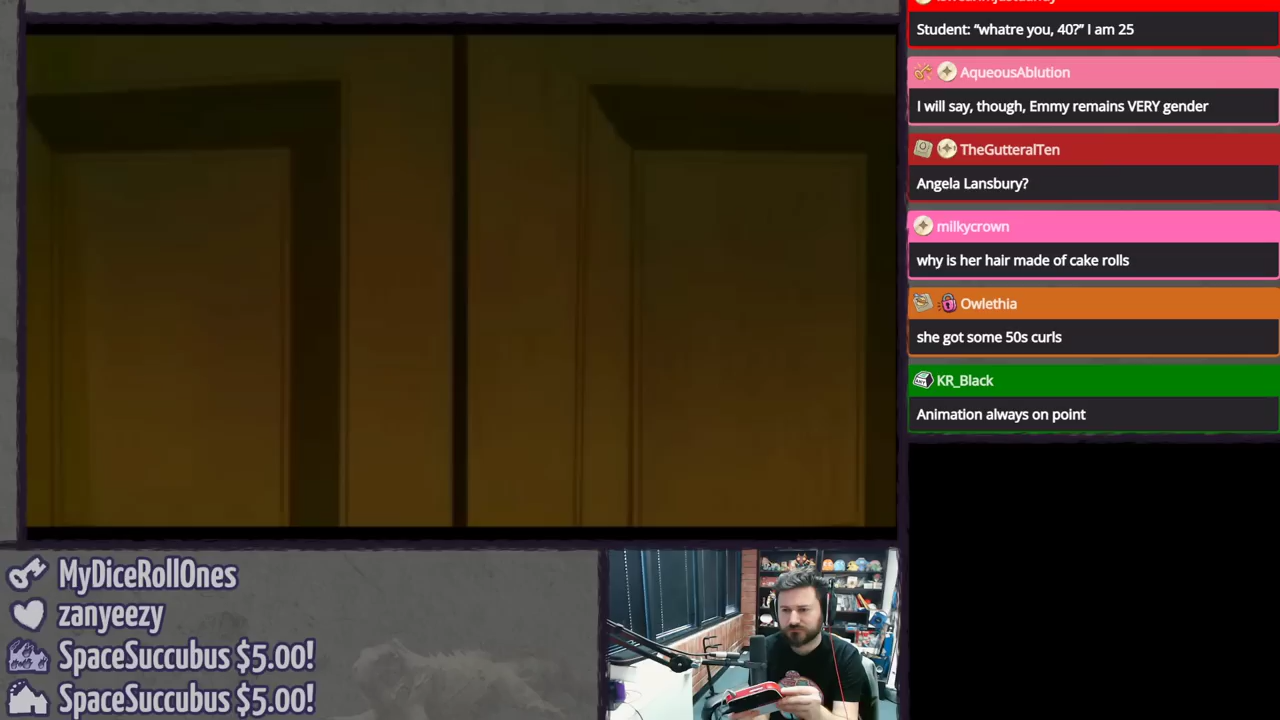 Student: “whatre you, 40?” I am 25
AqueousAblution
I will say, though, Emmy remains VERY gender
TheGutteralTen
Angela Lansbury?
milkycrown
why is her hair made of cake rolls
Owlethia
she got some 50s curls
KR_Black
Animation always on point
MyDiceRollOnes
zanyeezy
SpaceSuccubus $5.00!
SpaceSuccubus $5.00!